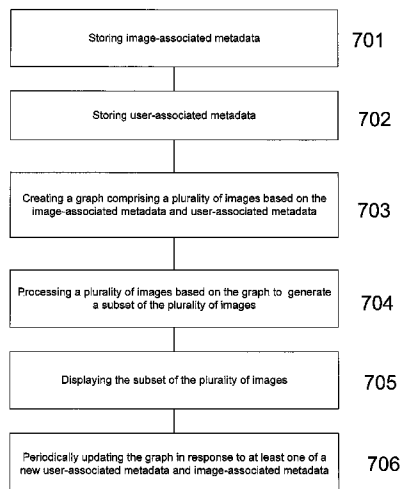 Storing image-associated metadata
701
Storing user-associated metadata
702
Creating a graph comprising a plurality of images based on the
image-associated metadata and user-associated metadata
703
Processing a plurality of images based on the graph to generate
a subset of the plurality of images
704
Displaying the subset of the plurality of images
705
Periodically updating the graph in response to at least one of a
new user-associated metadata and image-associated metadata
706